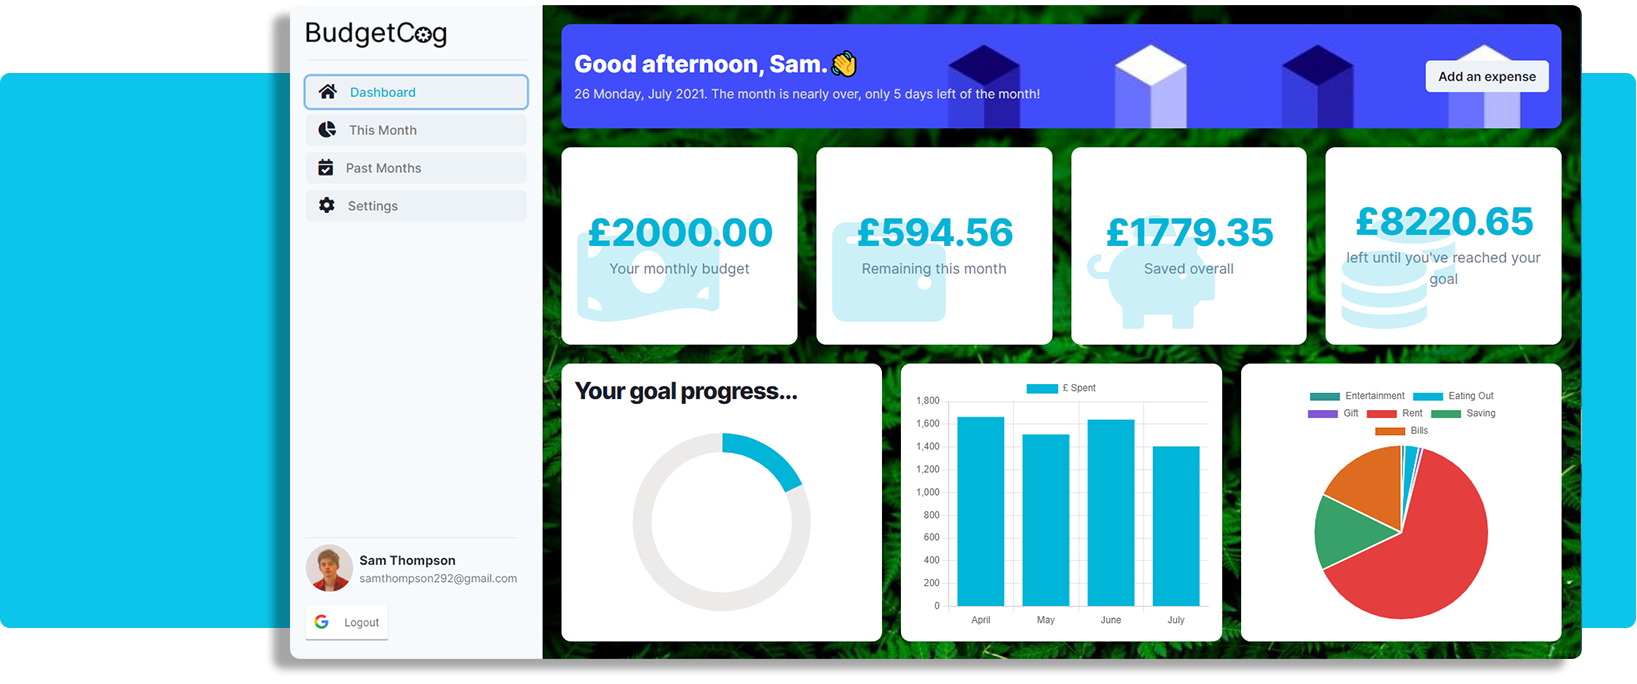 BudgetCog
Dashboard
This Month
Past Months
Settings
Sam Thompson
samthompson292@gmail.com
Logout
Good afternoon, Sam.👋
26 Monday, July 2021. The month is nearly over, only 5 days left of the month!
Add an expense
£2000.00
Your monthly budget
£594.56
Remaining this month
£1779.35
Saved overall
£8220.65
left until you've reached your
goal
Your goal progress...
£ Spent
1,800
1,600
1,400
1,200
1,000
800
600
400
200
0
April May June July
Entertainment Eating Out
Gift Rent Saving
Bills